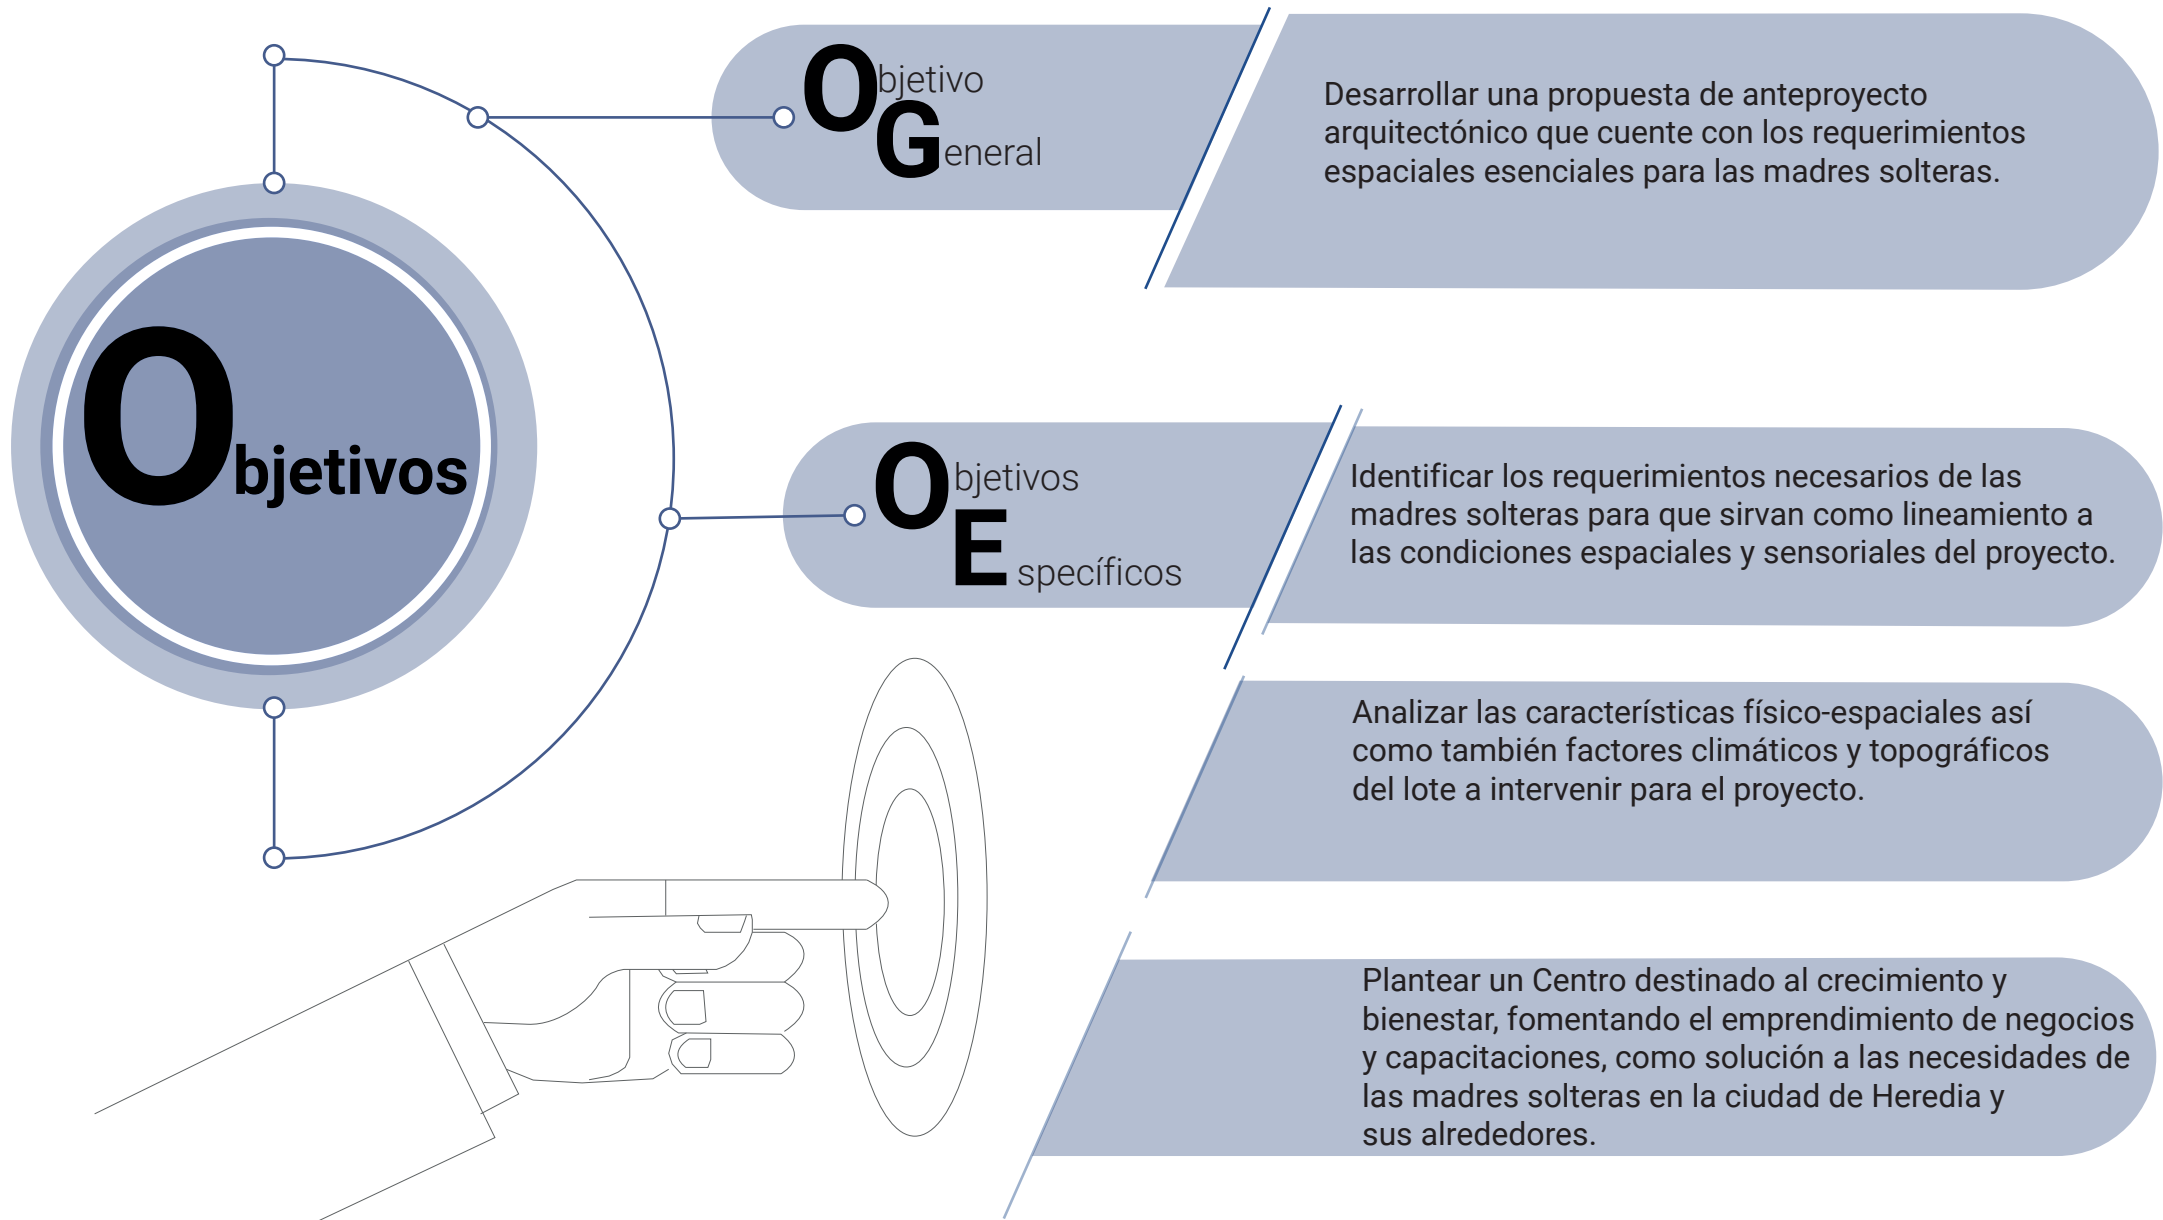 Objetivos
Objetivo
General
Desarrollar una propuesta de anteproyecto
arquitectónico que cuente con los requerimientos
espaciales esenciales para las madres solteras.
Objetivos
Específicos
Identificar los requerimientos necesarios de las
madres solteras para que sirvan como lineamiento a
las condiciones espaciales y sensoriales del proyecto.
Analizar las características físico-espaciales así
como también factores climáticos y topográficos
del lote a intervenir para el proyecto.
Plantear un Centro destinado al crecimiento y
bienestar, fomentando el emprendimiento de negocios
y capacitaciones, como solución a las necesidades de
las madres solteras en la ciudad de Heredia y
sus alrededores.